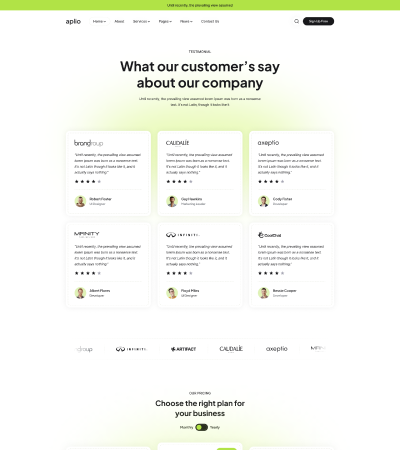 Until recently, the prevailing view assumed
aplio
Home
About
Services
Pages
News
Contact Us
Sign Up Free
TESTIMONIAL
What our customer's say
about our company
Until recently, the prevailing view assumed lorem ipsum was born as a nonsense
text. It's not Latin though it looks like it
brandgroup
"Until recently, the prevailing view assumed
lorem ipsum was born as a nonsense text.
It's not Latin though it looks like it, and it
actually says nothing."
Robert Fosher
UI Designer
CAUDALÍE
"Until recently, the prevailing view assumed
lorem ipsum was born as a nonsense text.
It's not Latin though it looks like it, and it
actually says nothing."
Guy Hawkins
axeptio
"Until recently, the prevailing view assumed
lorem ipsum was born as a nonsense text.
It's not Latin though it looks like it, and it
actually says nothing."
Cody Fisher
Developer
MFINITY
"Until recently, the prevailing view assumed
lorem ipsum was born as a nonsense text.
It's not Latin though it looks like it, and it
actually says nothing."
Albert Flores
Developer
INFINITI
"Until recently, the prevailing view assumed
lorem ipsum was born as a nonsense text.
It's not Latin though it looks like it, and it
actually says nothing."
Floyd Miles
UI Designer
"Until recently, the prevailing view assumed
lorem ipsum was born as a nonsense text.
It's not Latin though it looks like it, and it
actually says nothing."
Bessie Cooper
Developer
INFINITI
ARTIFACT
CAUDALÍE
axeptio
OUR PRICING
Choose the right plan for
your business
Monthly
Yearly